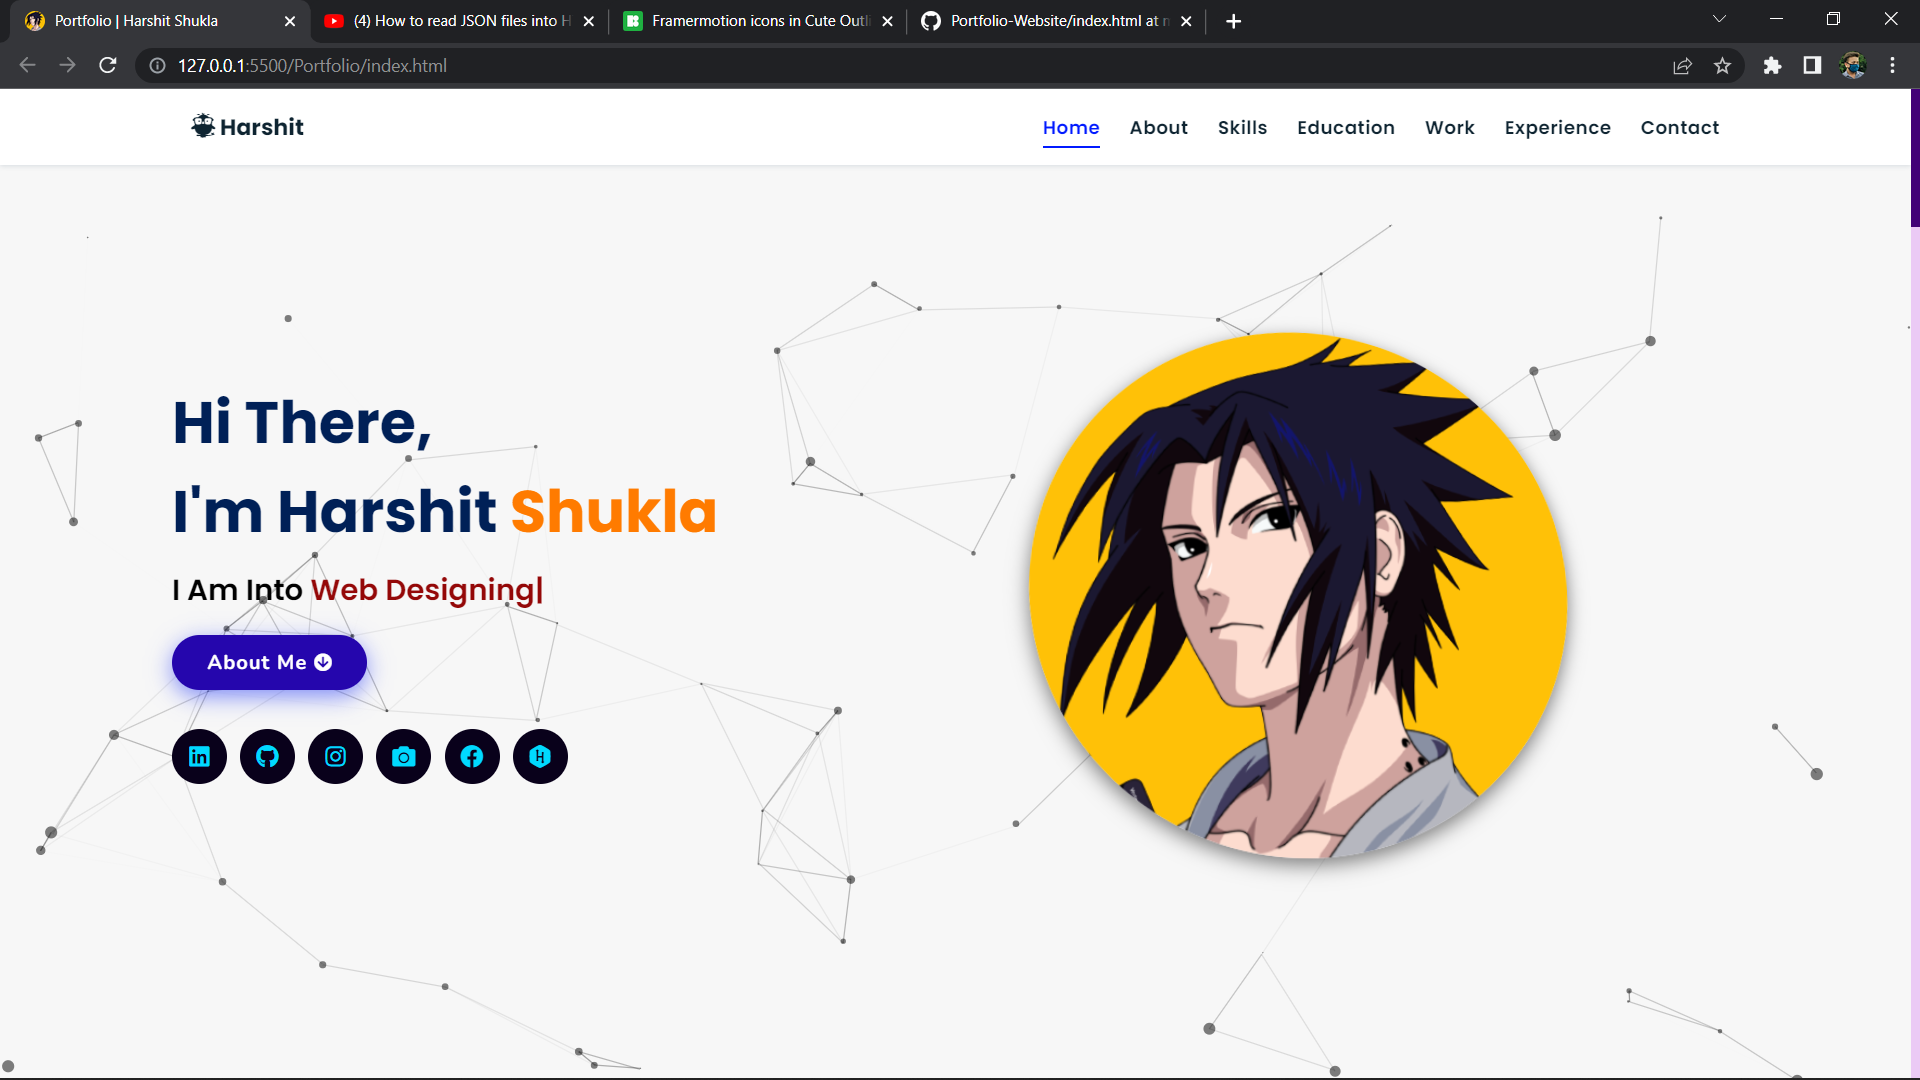 Portfolio | Harshit Shukla
(4) How to read JSON files into H
Framermotion icons in Cute Outli
Portfolio-Website/index.html at m
127.0.0.1:5500/Portfolio/index.html
Harshit
Home About Skills Education Work Experience Contact
Hi There,
I'm Harshit Shukla
I Am Into Web Designing|
About Me